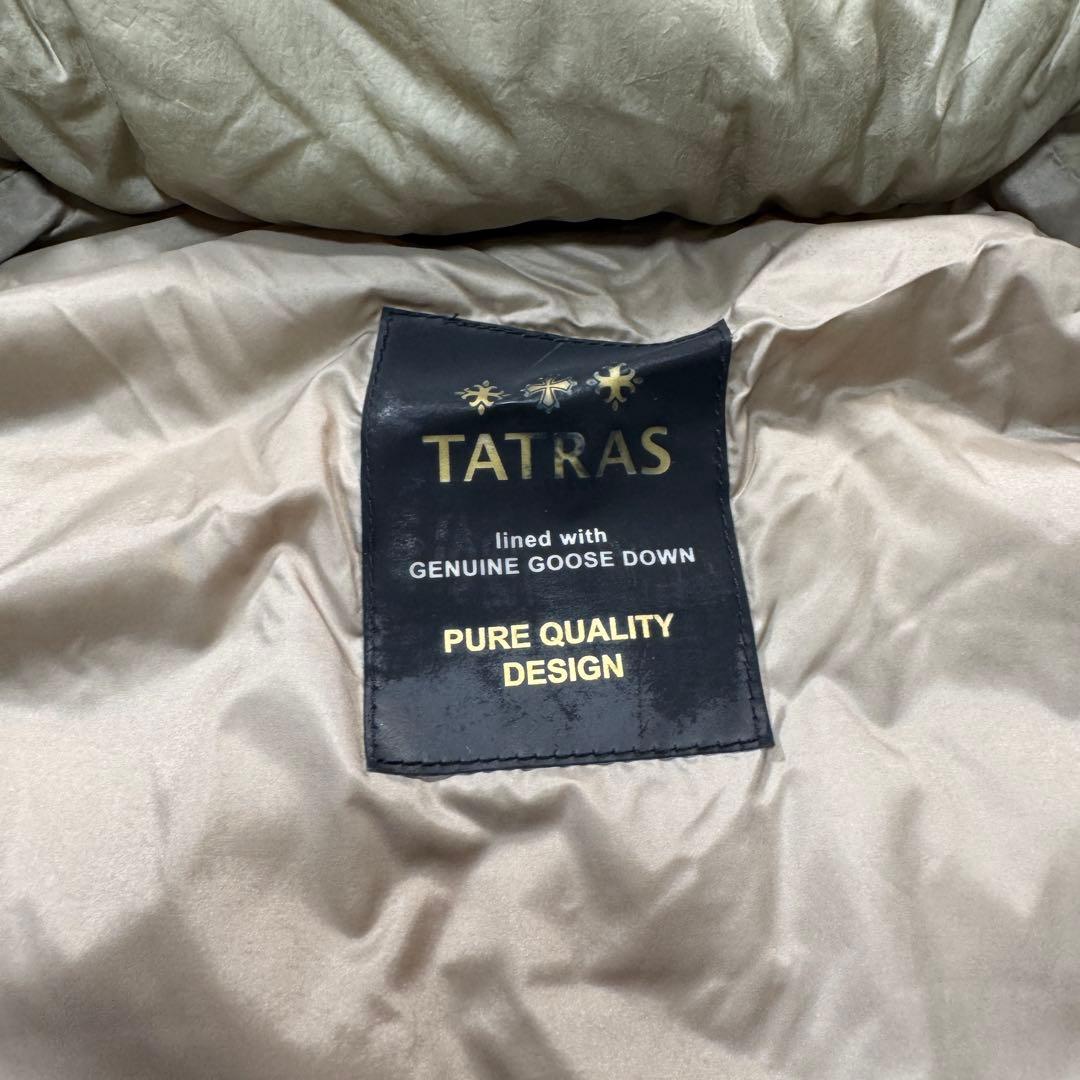 TATRAS
lined with
GENUINE GOOSE DOWN
PURE QUALITY
DESIGN